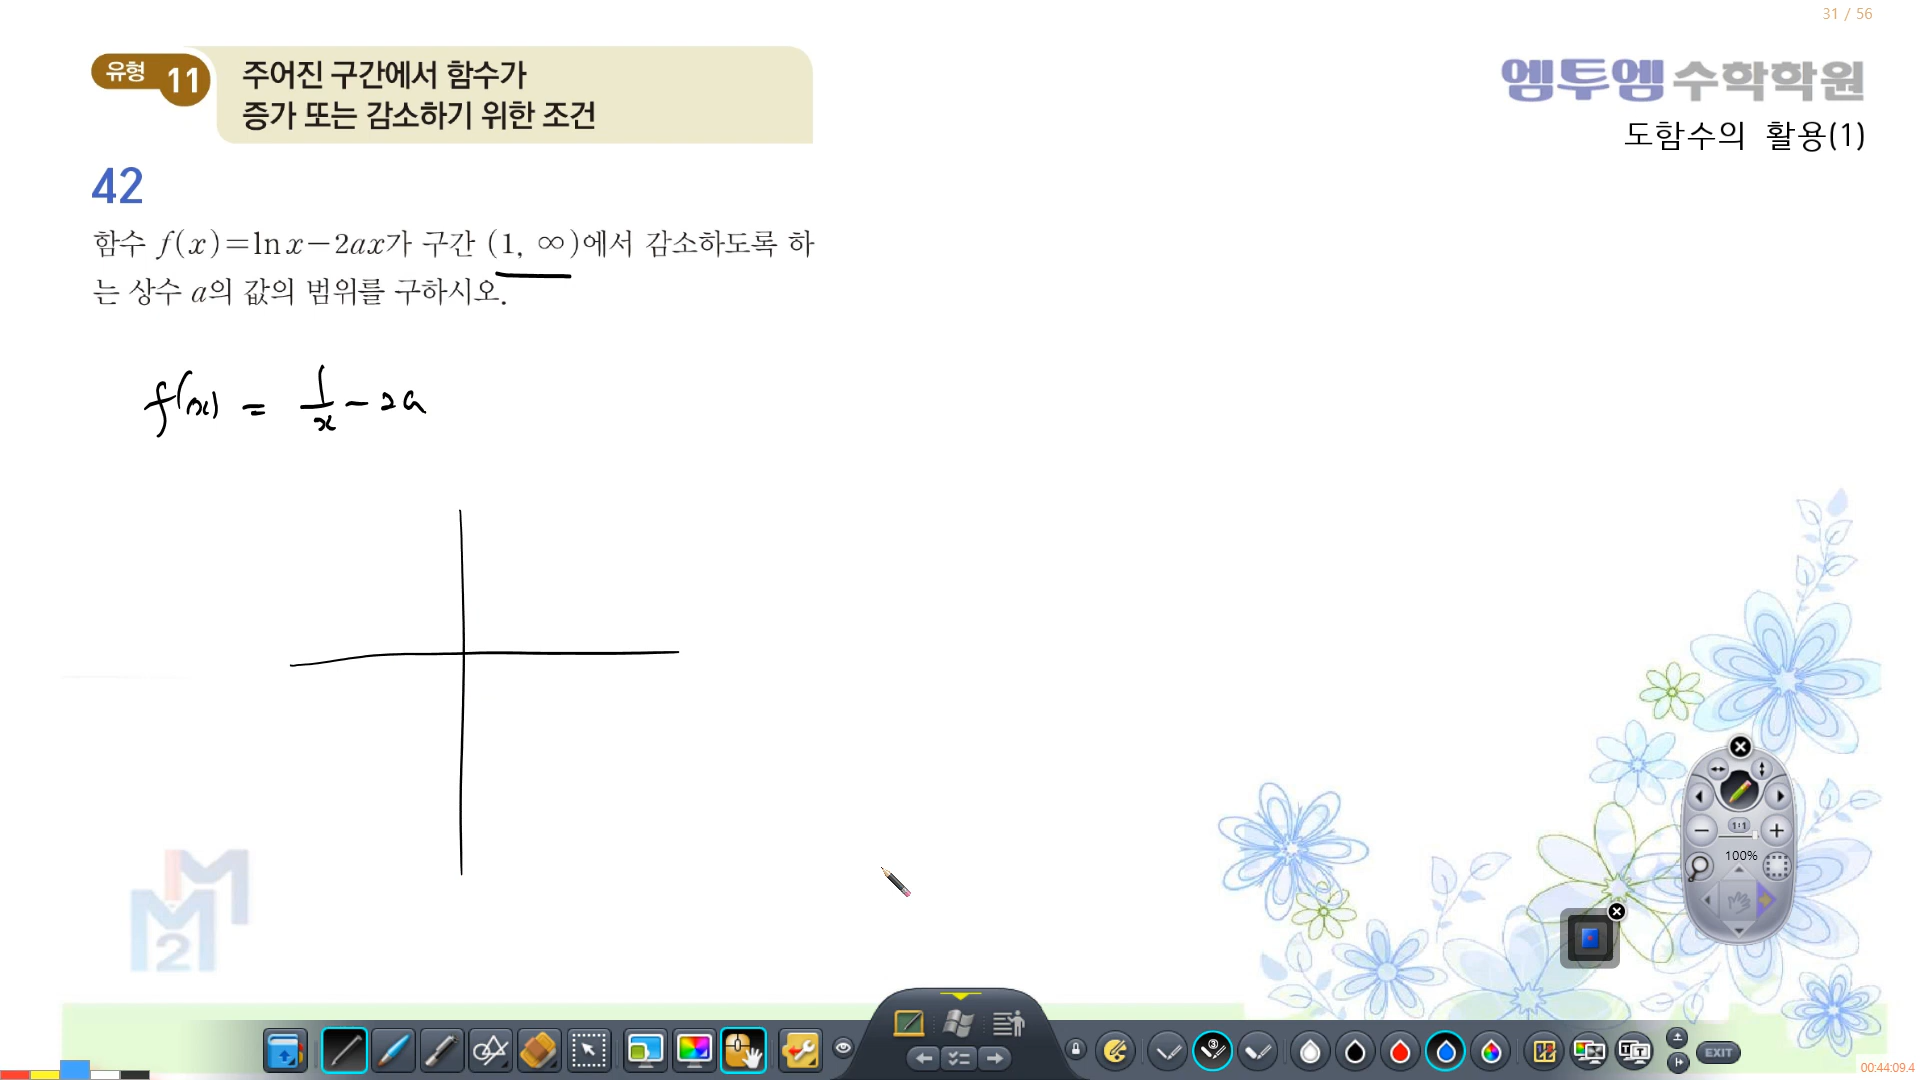 31 / 56
유형 11
주어진 구간에서 함수가
증가 또는 감소하기 위한 조건
엠투엠수학학원
도함수의 활용(1)
42
함수 f(x)=ln x−2ax가 구간 (1, ∞)에서 감소하도록 하
는 상수 a의 값의 범위를 구하시오.
f'(x) = 1/x − 2a
1:1
100%
M2M
EXIT
00:44:09.4